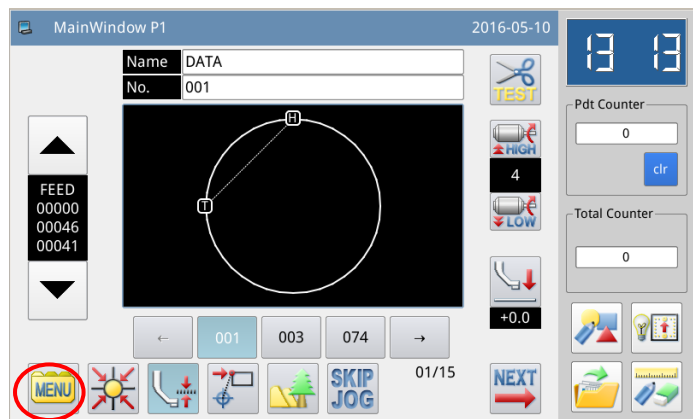 MainWindow P1
2016-05-10
Name DATA
No. 001
TEST
H
T
FEED
00000
00046
00041
HIGH
4
LOW
+0.0
← 001 003 074 →
MENU
SKIP
JOG
01/15
NEXT
13 13
Pdt Counter
0
clr
Total Counter
0